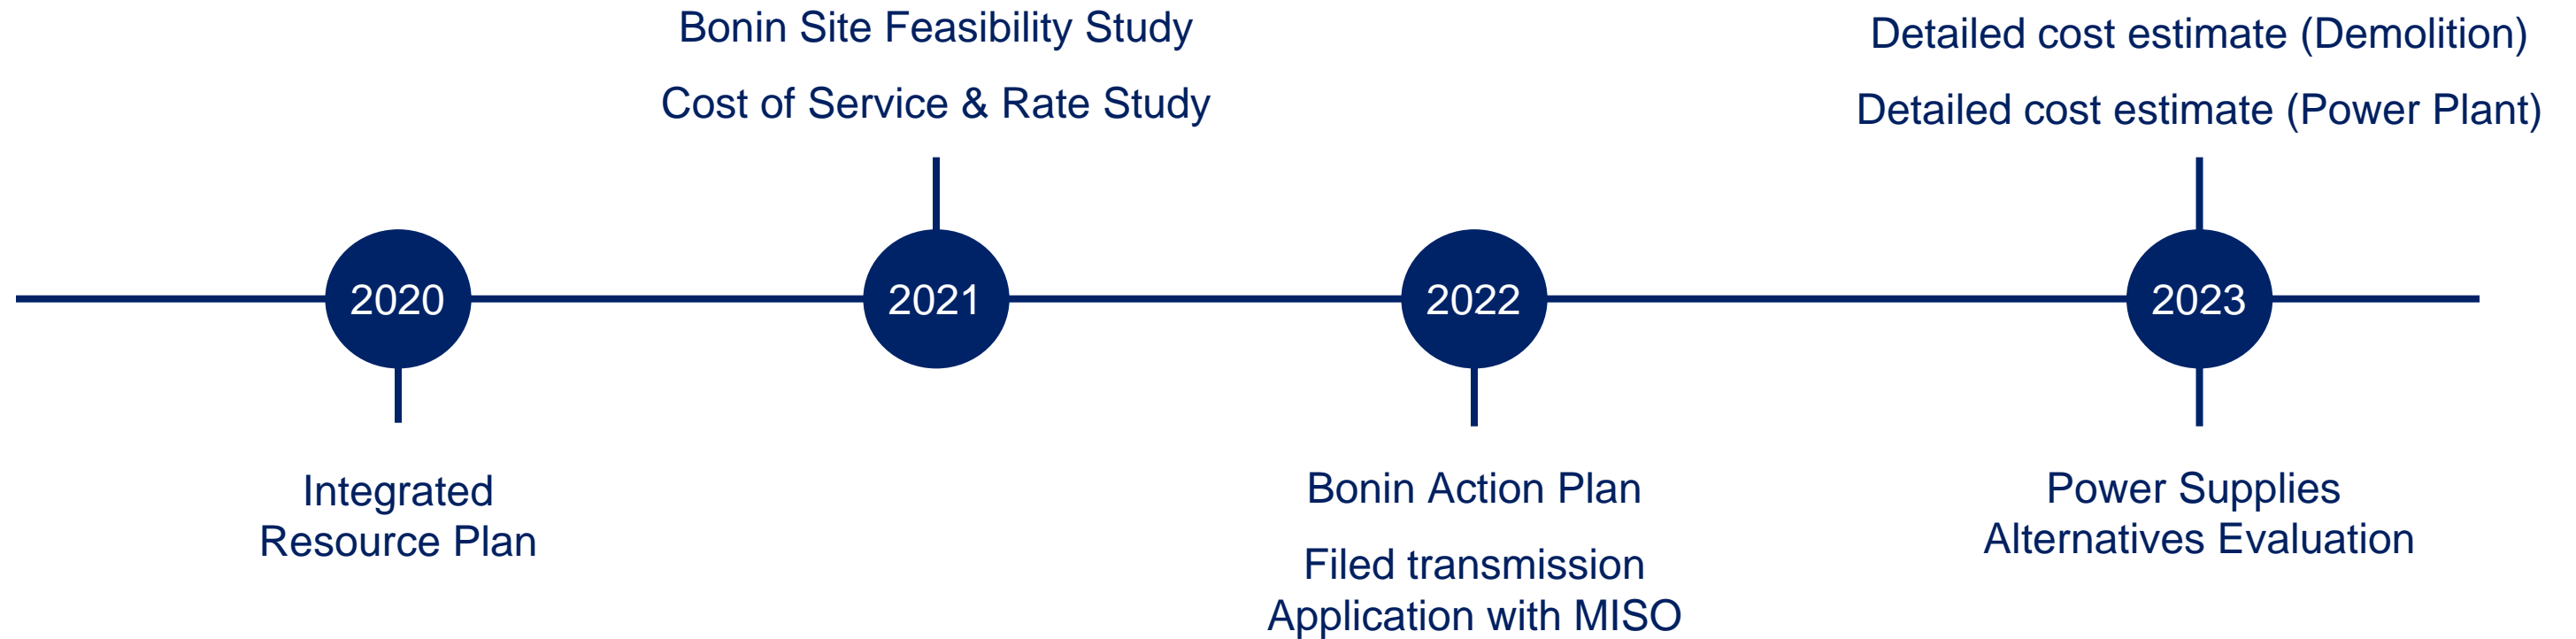 Bonin Site Feasibility Study
Cost of Service & Rate Study
Detailed cost estimate (Demolition)
Detailed cost estimate (Power Plant)
2020
2021
2022
2023
Integrated
Resource Plan
Bonin Action Plan
Filed transmission
Application with MISO
Power Supplies
Alternatives Evaluation